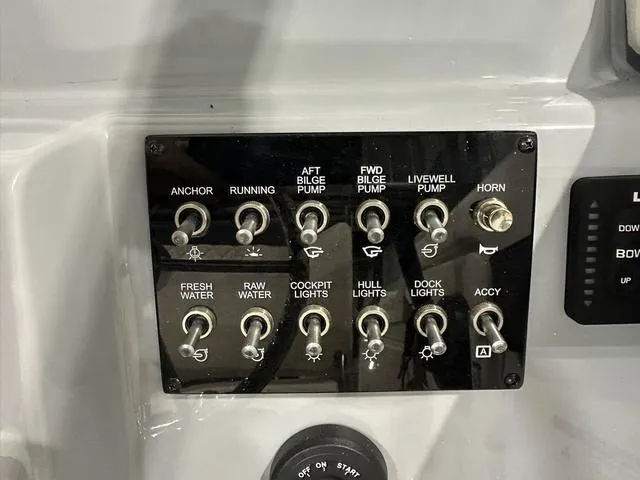 ANCHOR
RUNNING
AFT
BILGE
PUMP
FWD
BILGE
PUMP
LIVEWELL
PUMP
HORN
FRESH
WATER
RAW
WATER
COCKPIT
LIGHTS
HULL
LIGHTS
DOCK
LIGHTS
ACCY
A
DOW
BOW
UP
OFF ON START